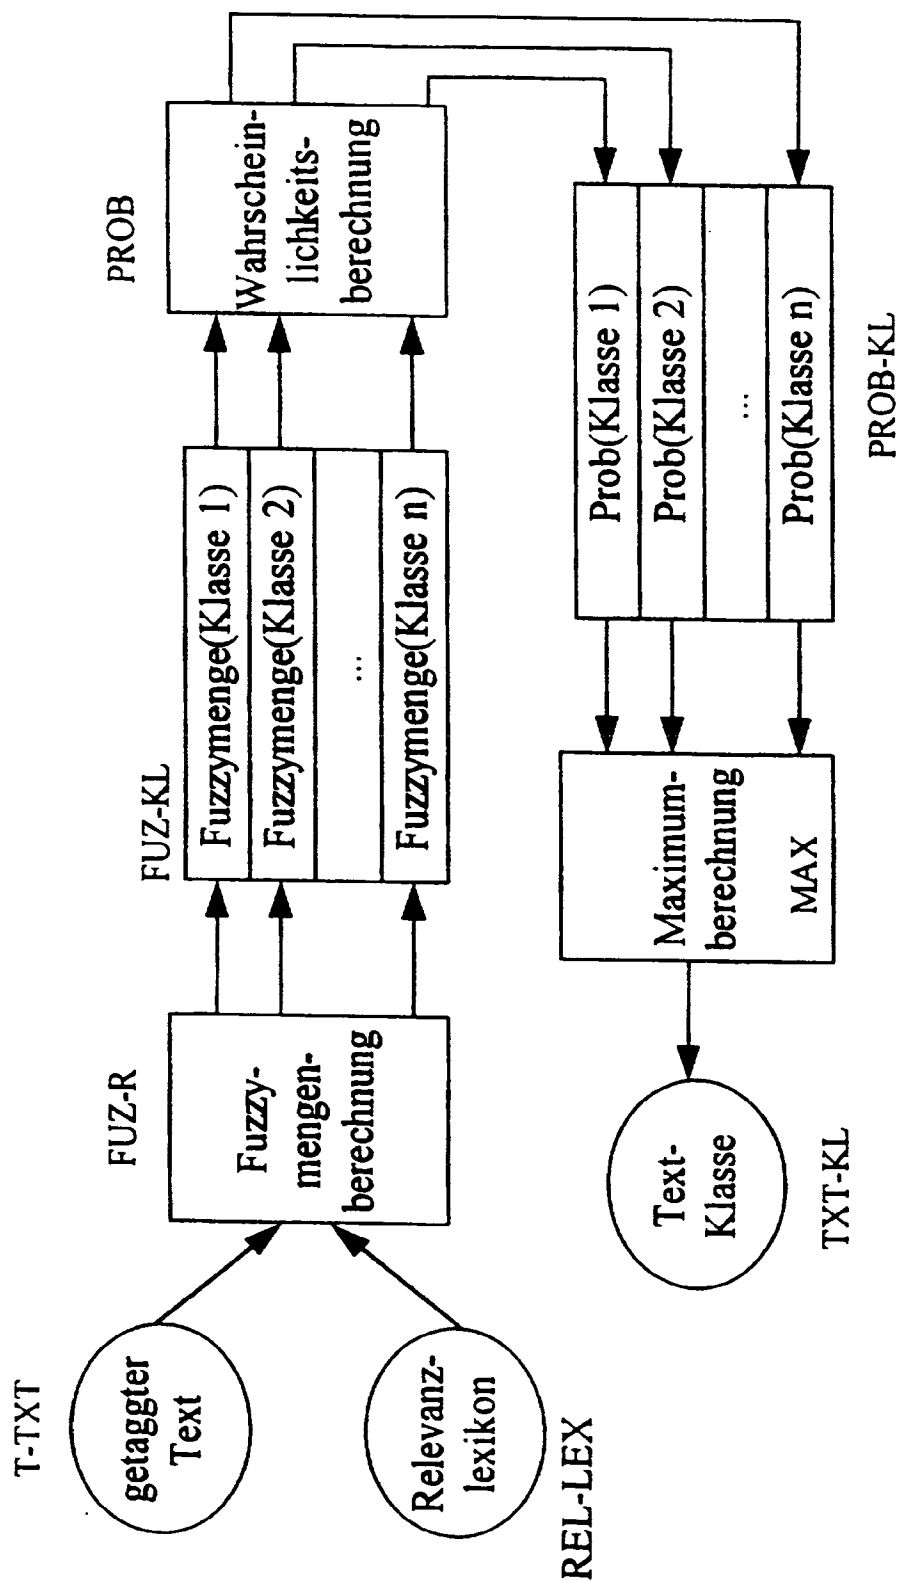 T-TXT
getaggter
Text
Relevanz-
lexikon
REL-LEX
FUZ-R
Fuzzy-
mengen-
berechnung
FUZ-KL
Fuzzymenge(Klasse 1)
Fuzzymenge(Klasse 2)
...
Fuzzymenge(Klasse n)
PROB
Wahrschein-
lichkeits-
berechnung
Prob(Klasse 1)
Prob(Klasse 2)
...
Prob(Klasse n)
PROB-KL
Maximum-
berechnung
MAX
Text-
Klasse
TXT-KL